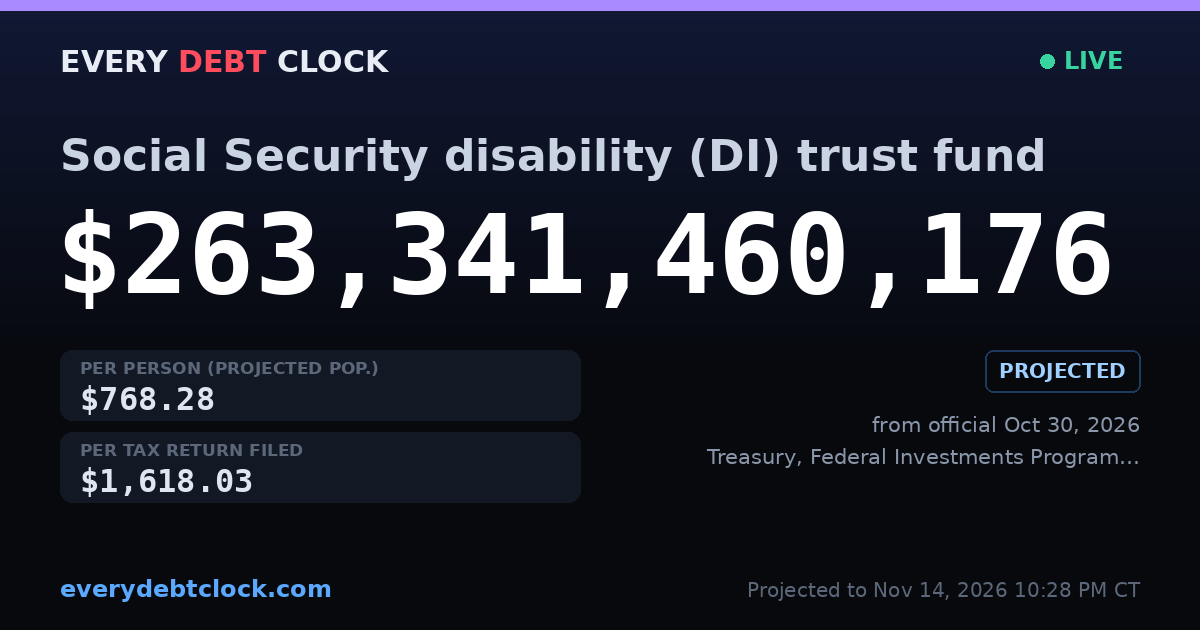 EVERY DEBT CLOCK
LIVE
Social Security disability (DI) trust fund
$263,341,460,176
PER PERSON (PROJECTED POP.)
$768.28
PER TAX RETURN FILED
$1,618.03
PROJECTED
from official Oct 30, 2026
Treasury, Federal Investments Program…
everydebtclock.com
Projected to Nov 14, 2026 10:28 PM CT